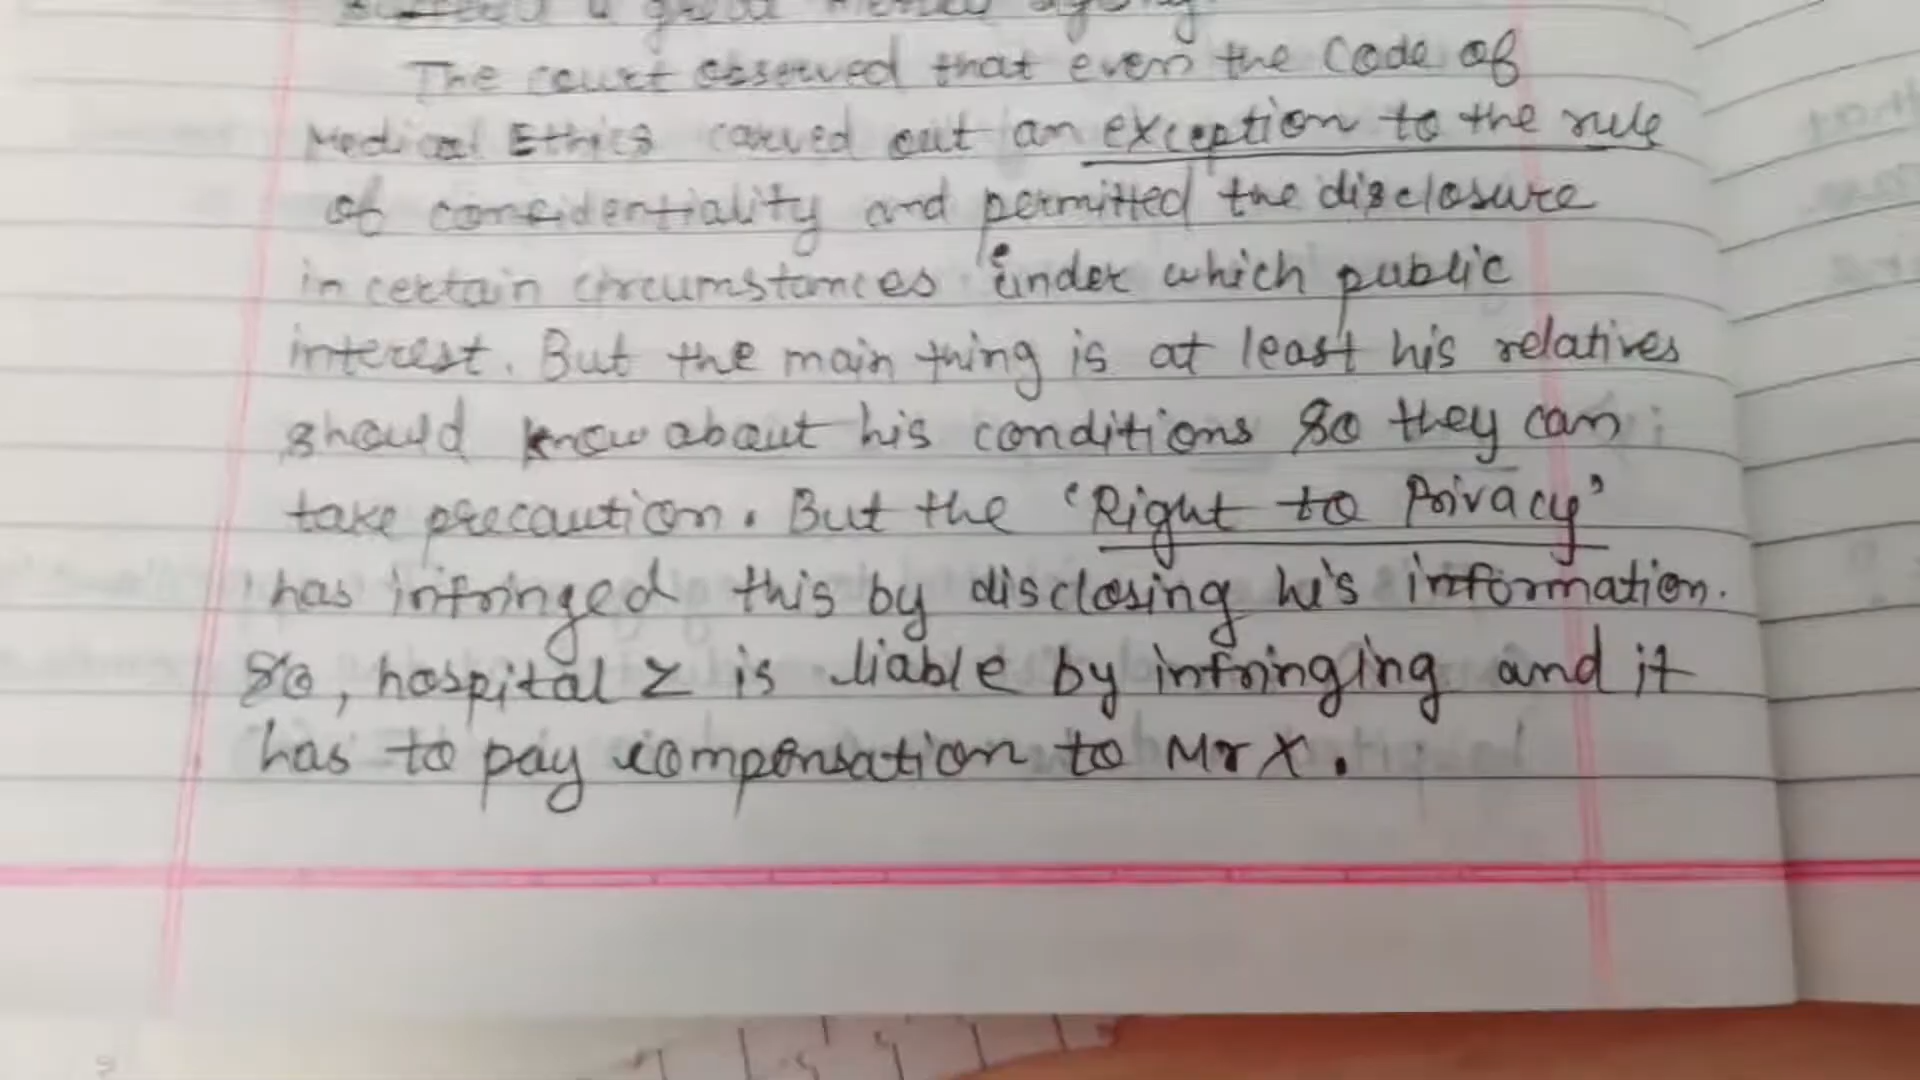 The court observed that even the Code of
Medical Ethics carved out an exception to the rule
of confidentiality and permitted the disclosure
in certain circumstances under which public
interest. But the main thing is at least his relatives
should know about his conditions so they can
take precaution. But the 'Right to Privacy'
has infringed this by disclosing he's information.
So, hospital Z is liable by infringing and it
has to pay compensation to Mr X.